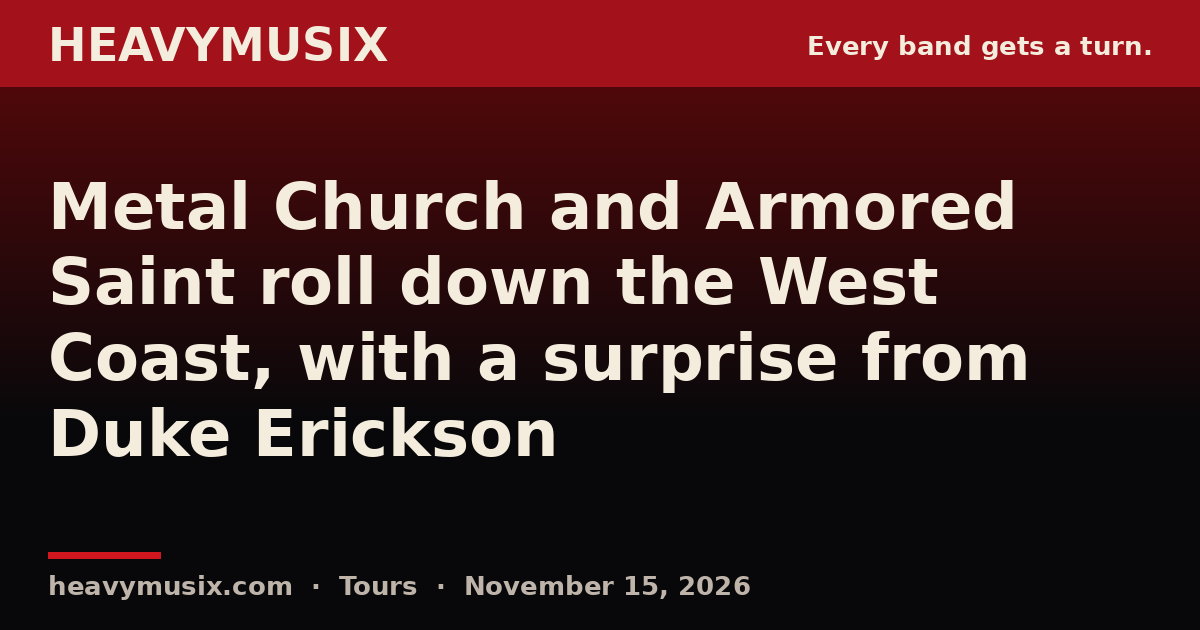 HEAVYMUSIX
Every band gets a turn.
Metal Church and Armored
Saint roll down the West
Coast, with a surprise from
Duke Erickson
heavymusix.com · Tours · November 15, 2026